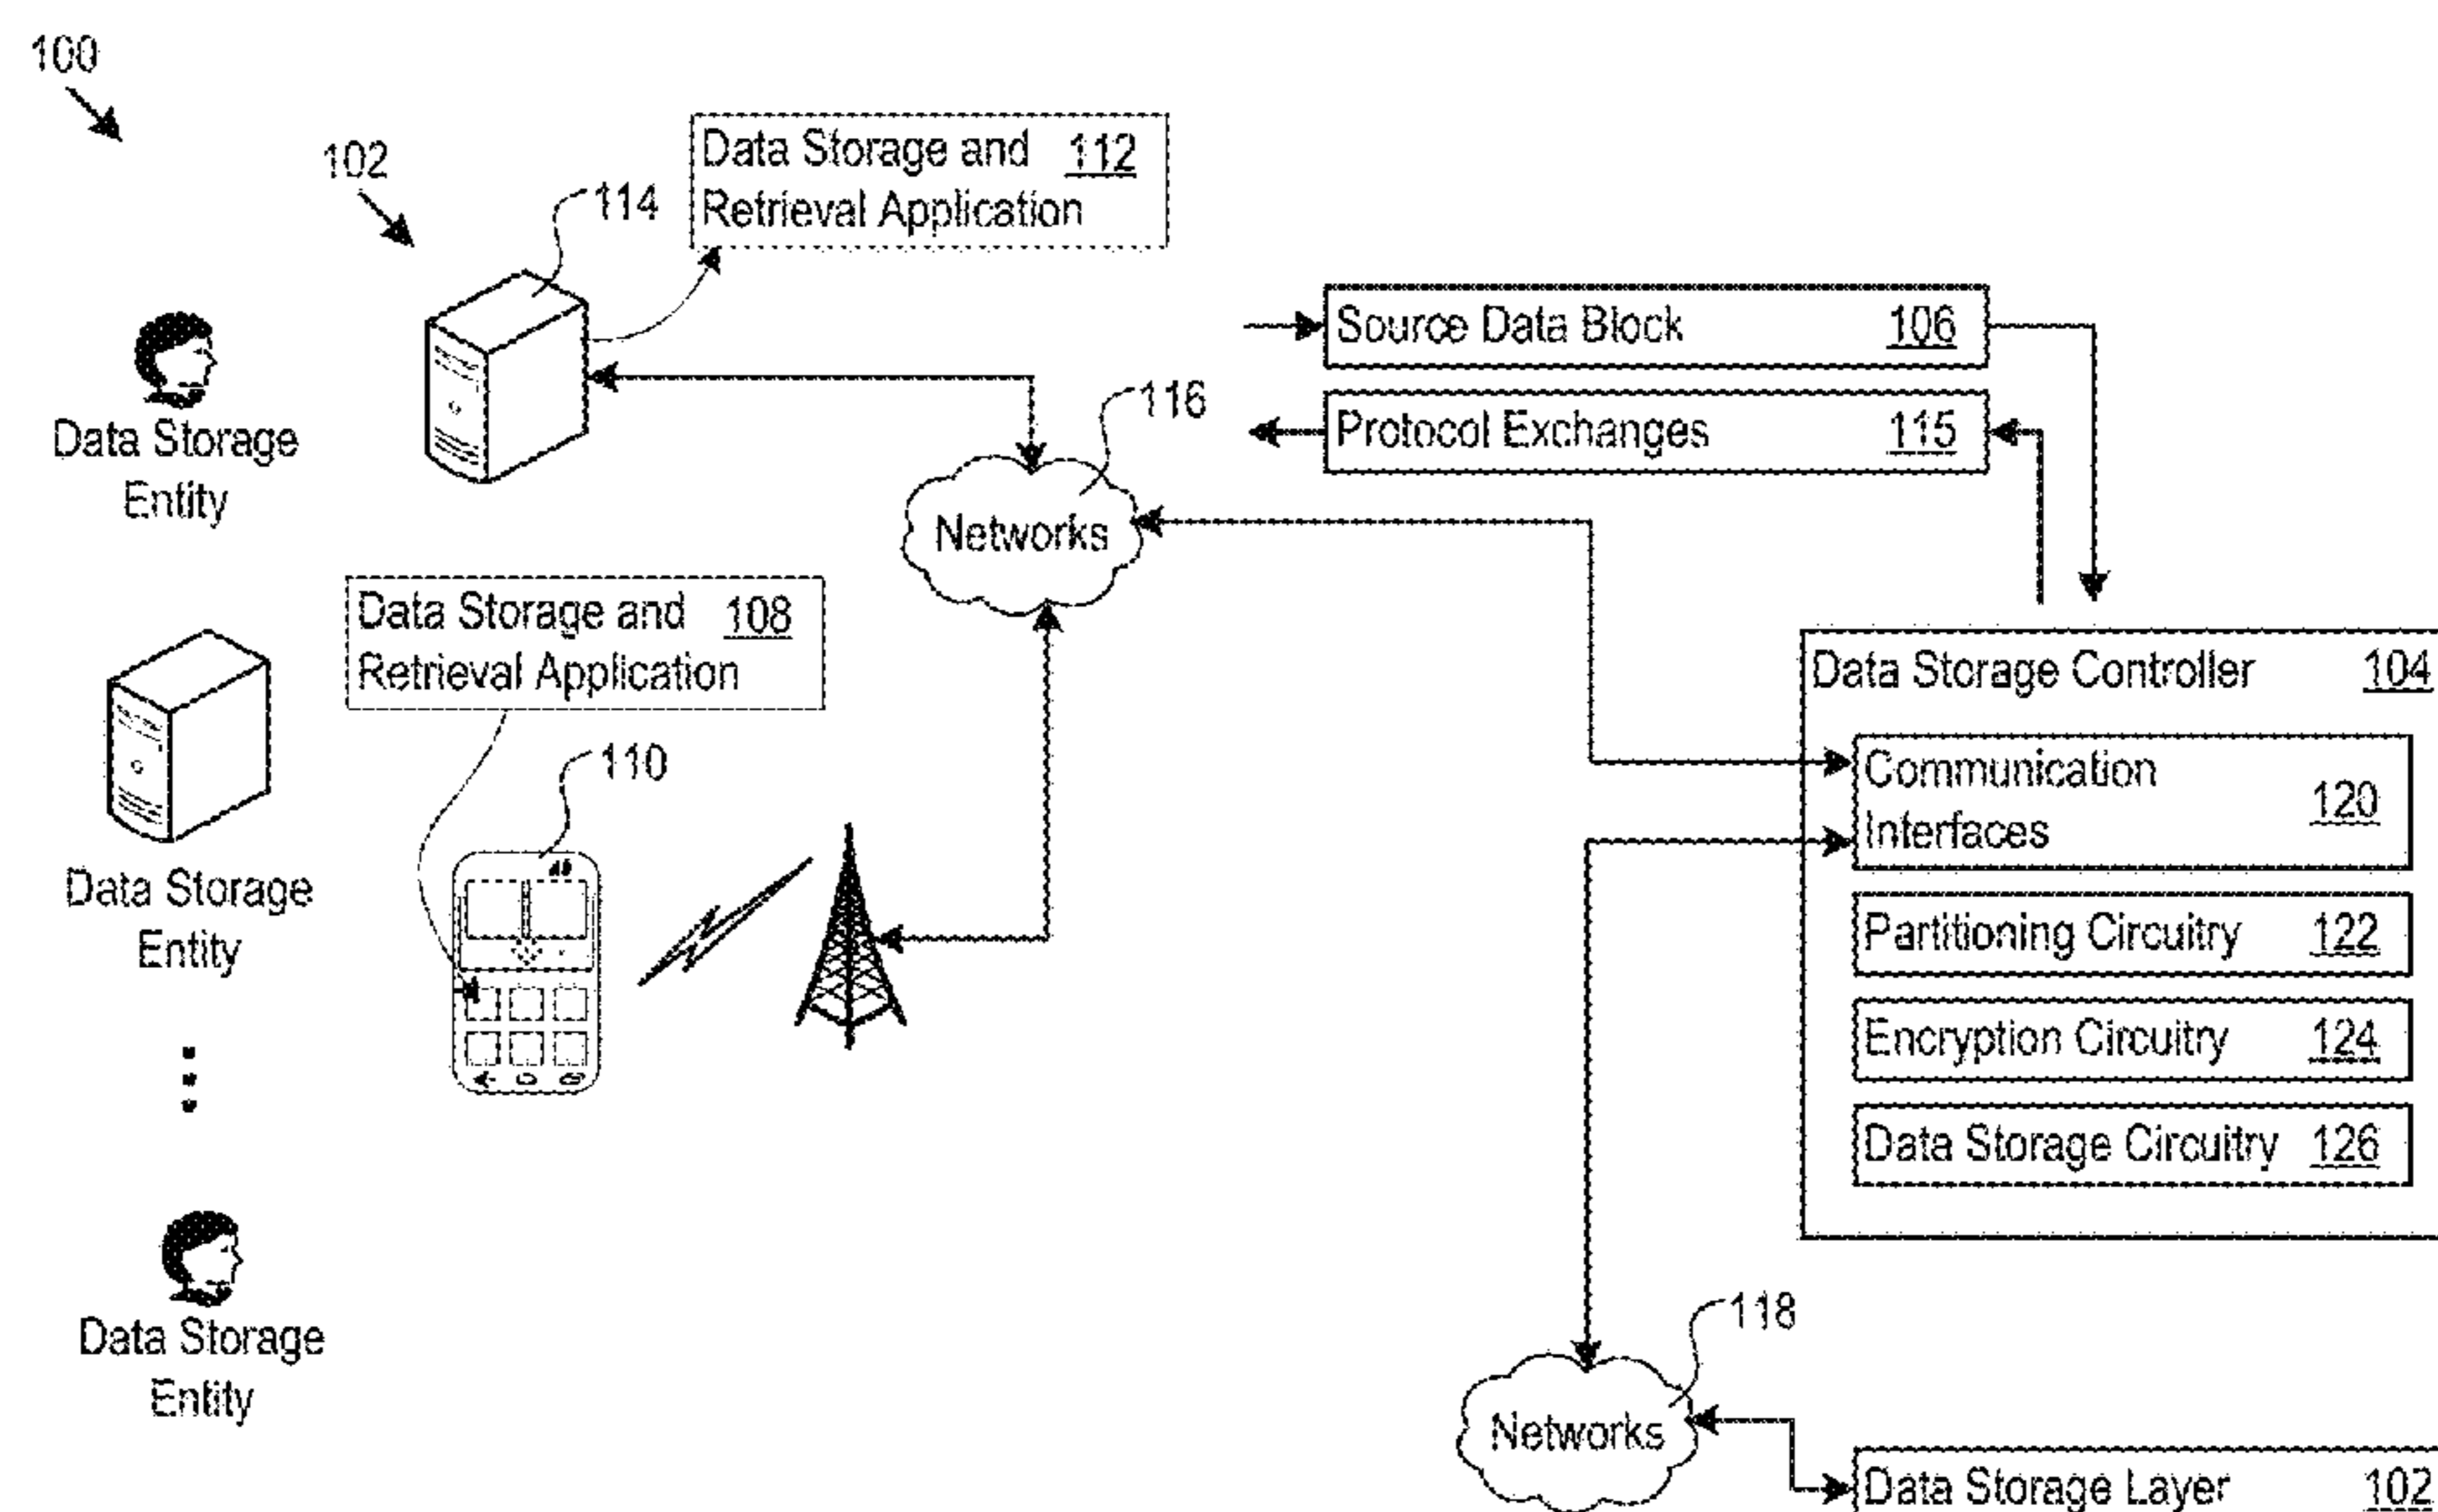 100
102
114
Data Storage and 112
Retrieval Application
Data Storage
Entity
Source Data Block 106
Protocol Exchanges 115
116
Networks
Data Storage and 108
Retrieval Application
110
Data Storage
Entity
Data Storage Controller 104
Communication
Interfaces 120
Partitioning Circuitry 122
Encryption Circuitry 124
Data Storage Circuitry 126
Data Storage
Entity
118
Networks
Data Storage Layer 102